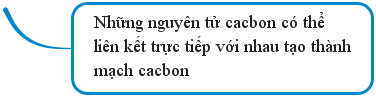 Những nguyên tử cacbon có thể
liên kết trực tiếp với nhau tạo thành
mạch cacbon